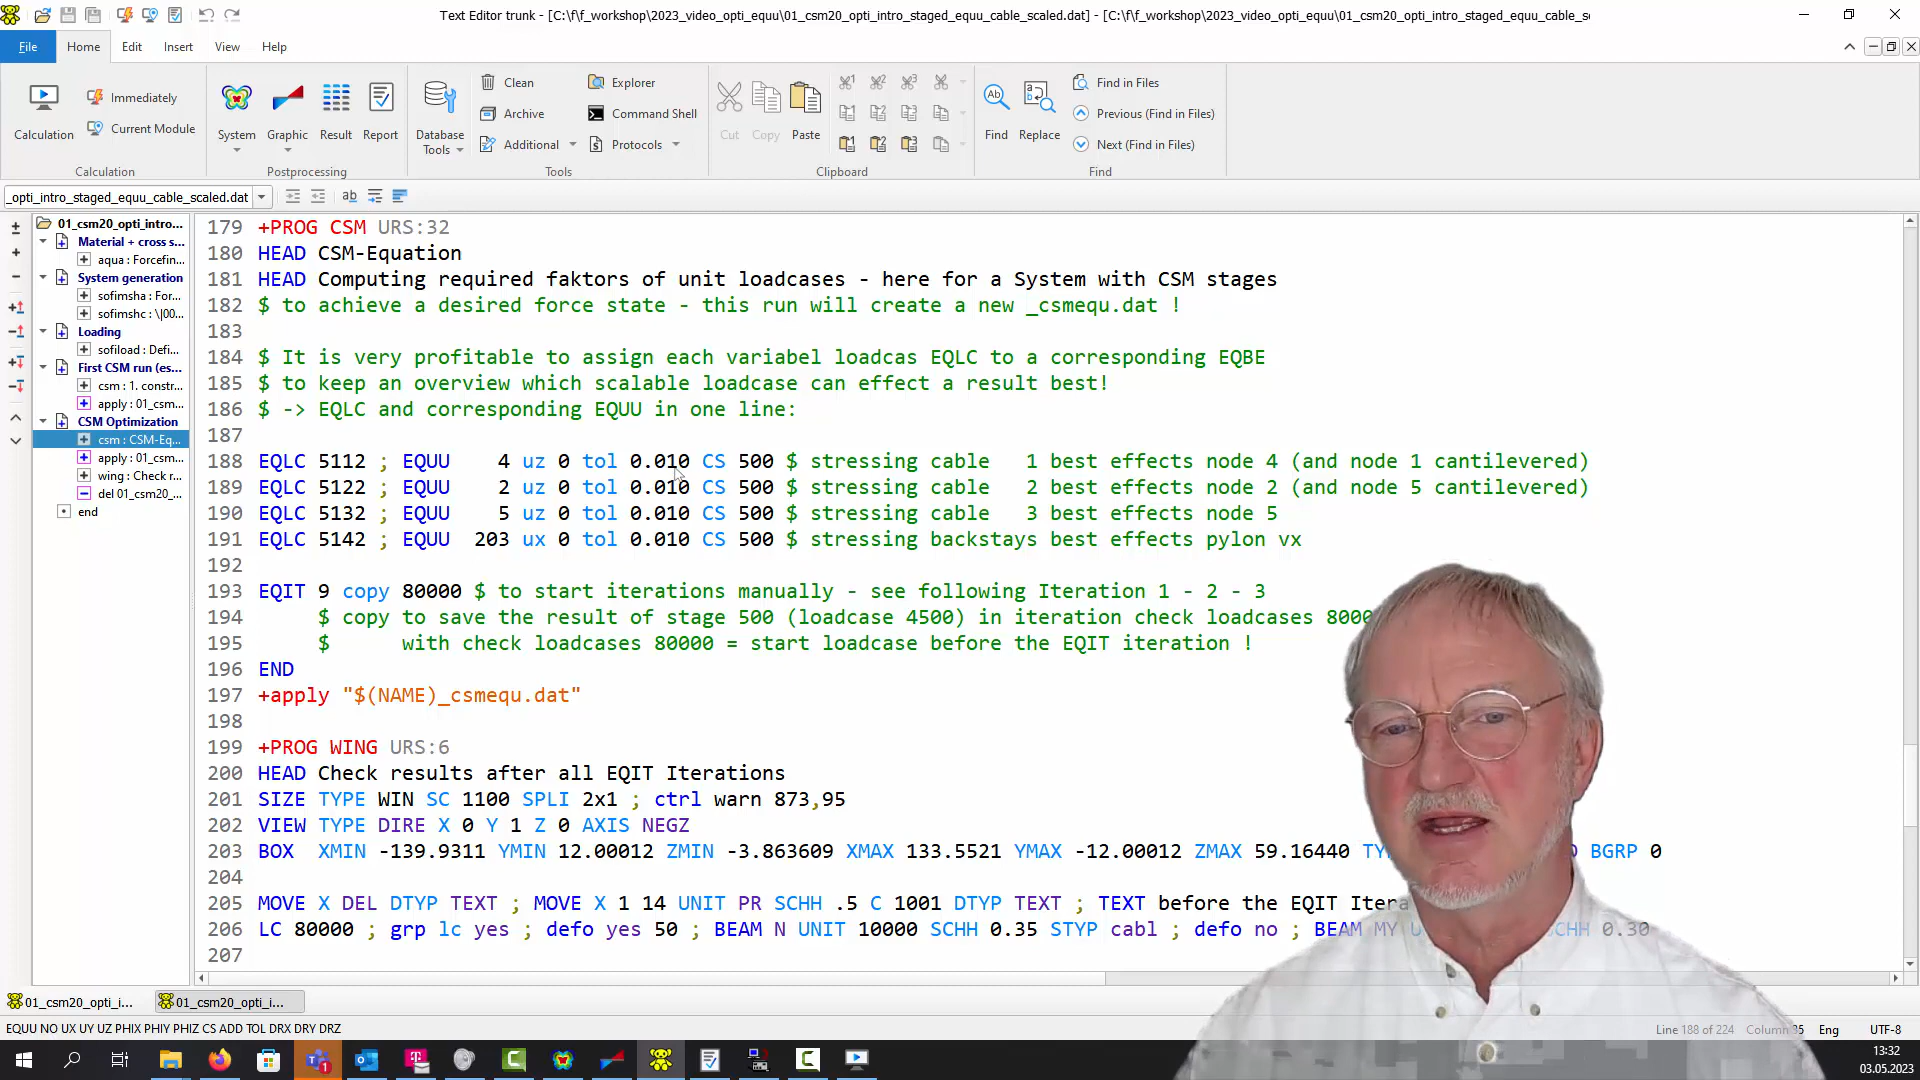 Text Editor trunk - [C:\f\f_workshop\2023_video_opti_equu\01_csm20_opti_intro_staged_equu_cable_scaled.dat] - [C:\f\f_workshop\2023_video_opti_equu\01_csm20_opti_intro_staged_equu_cable_sc
File Home Edit Insert View Help
Calculation
Immediately
Current Module
Calculation
System
Graphic
Result
Report
Postprocessing
Database Tools
Clean
Archive
Additional
Explorer
Command Shell
Protocols
Tools
Cut
Copy
Paste
Clipboard
Find
Replace
Find in Files
Previous (Find in Files)
Next (Find in Files)
Find
_opti_intro_staged_equu_cable_scaled.dat
01_csm20_opti_intro...
Material + cross s...
aqua : Forcefin...
System generation
sofimsha : For...
sofimshc : \|00...
Loading
sofiload : Defi...
First CSM run (es...
csm : 1. constr...
apply : 01_csm...
CSM Optimization
csm : CSM-Eq...
apply : 01_csm...
wing : Check r...
del 01_csm20_...
end
179 +PROG CSM URS:32
180 HEAD CSM-Equation
181 HEAD Computing required faktors of unit loadcases - here for a System with CSM stages
182 $ to achieve a desired force state - this run will create a new _csmequ.dat !
183
184 $ It is very profitable to assign each variabel loadcas EQLC to a corresponding EQBE
185 $ to keep an overview which scalable loadcase can effect a result best!
186 $ -> EQLC and corresponding EQUU in one line:
187
188 EQLC 5112 ; EQUU 4 uz 0 tol 0.010 CS 500 $ stressing cable 1 best effects node 4 (and node 1 cantilevered)
189 EQLC 5122 ; EQUU 2 uz 0 tol 0.010 CS 500 $ stressing cable 2 best effects node 2 (and node 5 cantilevered)
190 EQLC 5132 ; EQUU 5 uz 0 tol 0.010 CS 500 $ stressing cable 3 best effects node 5
191 EQLC 5142 ; EQUU 203 ux 0 tol 0.010 CS 500 $ stressing backstays best effects pylon vx
192
193 EQIT 9 copy 80000 $ to start iterations manually - see following Iteration 1 - 2 - 3
194 $ copy to save the result of stage 500 (loadcase 4500) in iteration check loadcases 8000
195 $ with check loadcases 80000 = start loadcase before the EQIT iteration !
196 END
197 +apply "$(NAME)_csmequ.dat"
198
199 +PROG WING URS:6
200 HEAD Check results after all EQIT Iterations
201 SIZE TYPE WIN SC 1100 SPLI 2x1 ; ctrl warn 873,95
202 VIEW TYPE DIRE X 0 Y 1 Z 0 AXIS NEGZ
203 BOX XMIN -139.9311 YMIN 12.00012 ZMIN -3.863609 XMAX 133.5521 YMAX -12.00012 ZMAX 59.16440 TY BGRP 0
204
205 MOVE X DEL DTYP TEXT ; MOVE X 1 14 UNIT PR SCHH .5 C 1001 DTYP TEXT ; TEXT before the EQIT Itera
206 LC 80000 ; grp lc yes ; defo yes 50 ; BEAM N UNIT 10000 SCHH 0.35 STYP cabl ; defo no ; BEAM MY U SCHH 0.30
207
01_csm20_opti_i... 01_csm20_opti_i...
EQUU NO UX UY UZ PHIX PHIY PHIZ CS ADD TOL DRX DRY DRZ
Line 188 of 224 Column 35 Eng UTF-8
13:32
03.05.2023